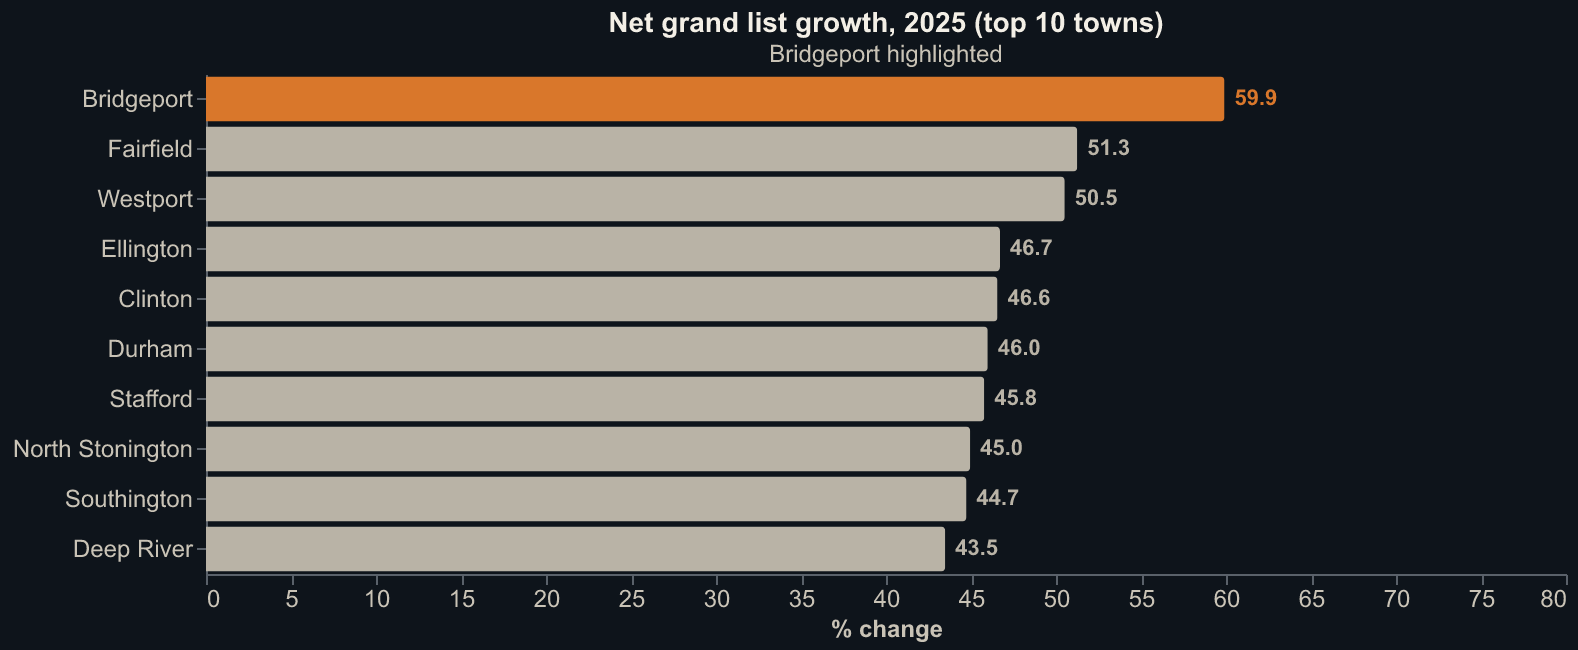 Net grand list growth, 2025 (top 10 towns)
Bridgeport highlighted
Bridgeport 59.9
Fairfield 51.3
Westport 50.5
Ellington 46.7
Clinton 46.6
Durham 46.0
Stafford 45.8
North Stonington 45.0
Southington 44.7
Deep River 43.5
0 5 10 15 20 25 30 35 40 45 50 55 60 65 70 75 80
% change